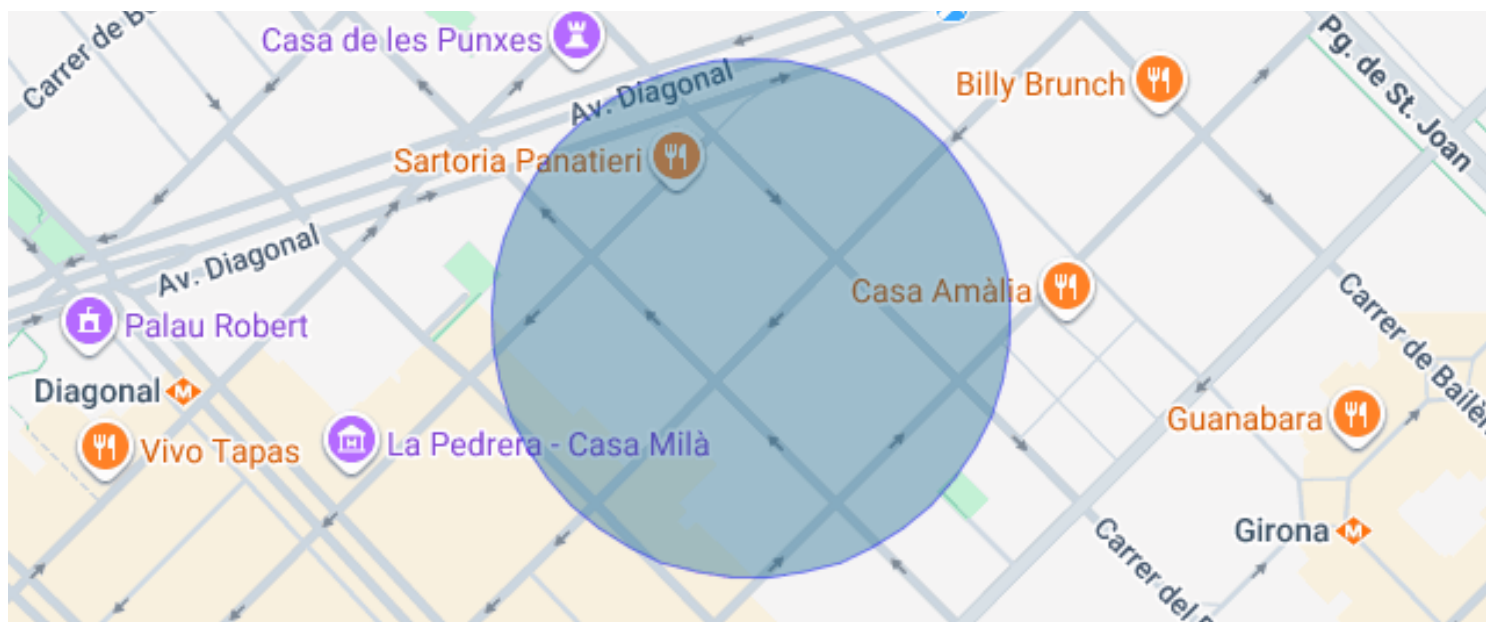 Carrer de B
Casa de les Punxes
Av. Diagonal
Billy Brunch
Pg. de St. Joan
Sartoria Panatieri
Av. Diagonal
Casa Amàlia
Palau Robert
Carrer de Bailèn
Diagonal
Guanabara
Vivo Tapas
La Pedrera - Casa Milà
Girona
Carrer del